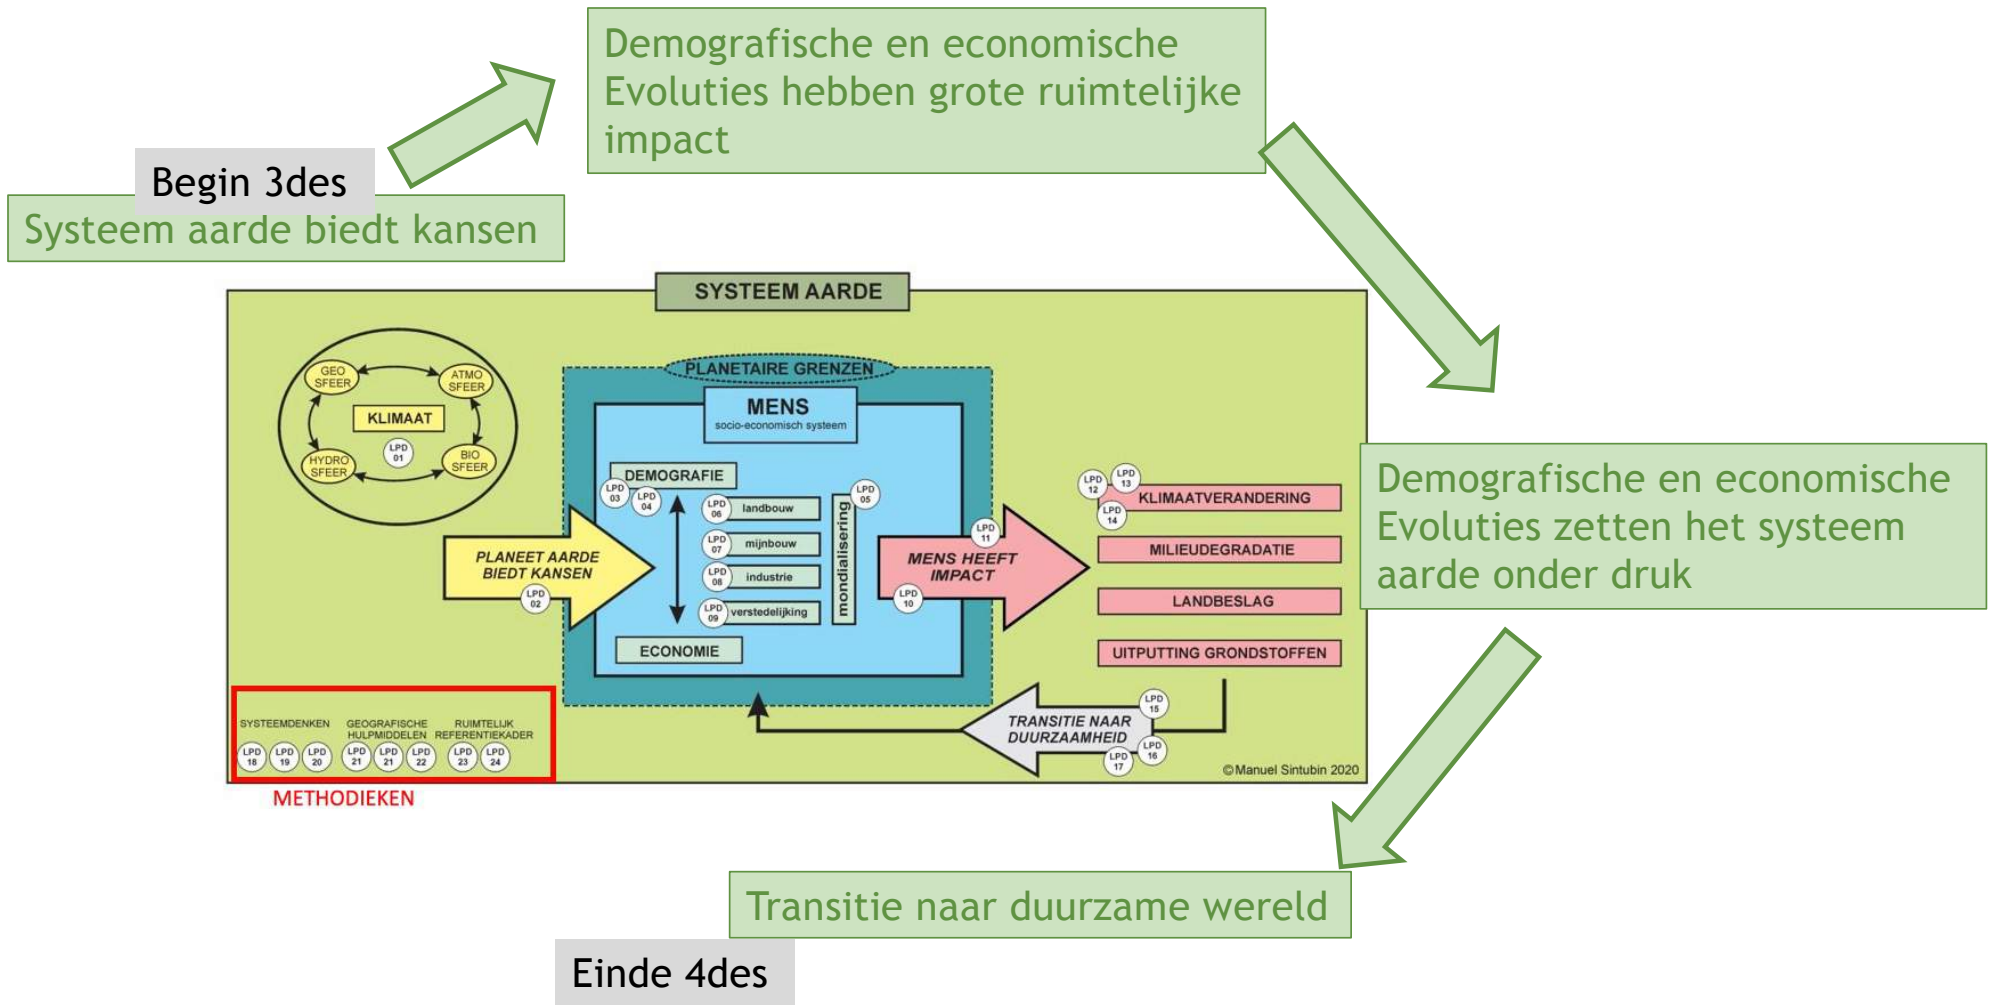 Demografische en economische
Evoluties hebben grote ruimtelijke
impact
Begin 3des
Systeem aarde biedt kansen
SYSTEEM AARDE
GEO
SFEER
ATMO
SFEER
KLIMAAT
LPD
01
HYDRO
SFEER
BIO
SFEER
PLANETAIRE GRENZEN
MENS
socio-economisch systeem
DEMOGRAFIE
LPD
03
LPD
04
LPD
05
LPD
06
landbouw
LPD
07
mijnbouw
LPD
08
industrie
LPD
09
verstedelijking
mondialisering
ECONOMIE
PLANEET AARDE
BIEDT KANSEN
LPD
02
MENS HEEFT
IMPACT
LPD
11
LPD
10
LPD
12
LPD
13
LPD
14
KLIMAATVERANDERING
MILIEUDEGRADATIE
LANDBESLAG
UITPUTTING GRONDSTOFFEN
Demografische en economische
Evoluties zetten het systeem
aarde onder druk
TRANSITIE NAAR
DUURZAAMHEID
LPD
15
LPD
16
LPD
17
©Manuel Sintubin 2020
SYSTEEMDENKEN
LPD
18
LPD
19
LPD
20
GEOGRAFISCHE
HULPMIDDELEN
LPD
21
LPD
21
LPD
22
RUIMTELIJK
REFERENTIEKADER
LPD
23
LPD
24
METHODIEKEN
Transitie naar duurzame wereld
Einde 4des